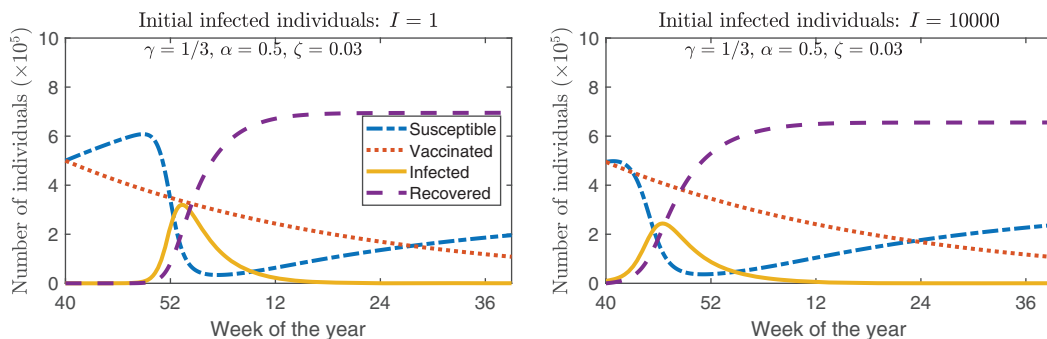 Initial infected individuals: I = 1
γ = 1/3, α = 0.5, ζ = 0.03
Number of individuals (×10⁵)
10
8
6
4
2
0
Susceptible
Vaccinated
Infected
Recovered
40 52 12 24 36
Week of the year
Initial infected individuals: I = 10000
γ = 1/3, α = 0.5, ζ = 0.03
Number of individuals (×10⁵)
10
8
6
4
2
0
40 52 12 24 36
Week of the year